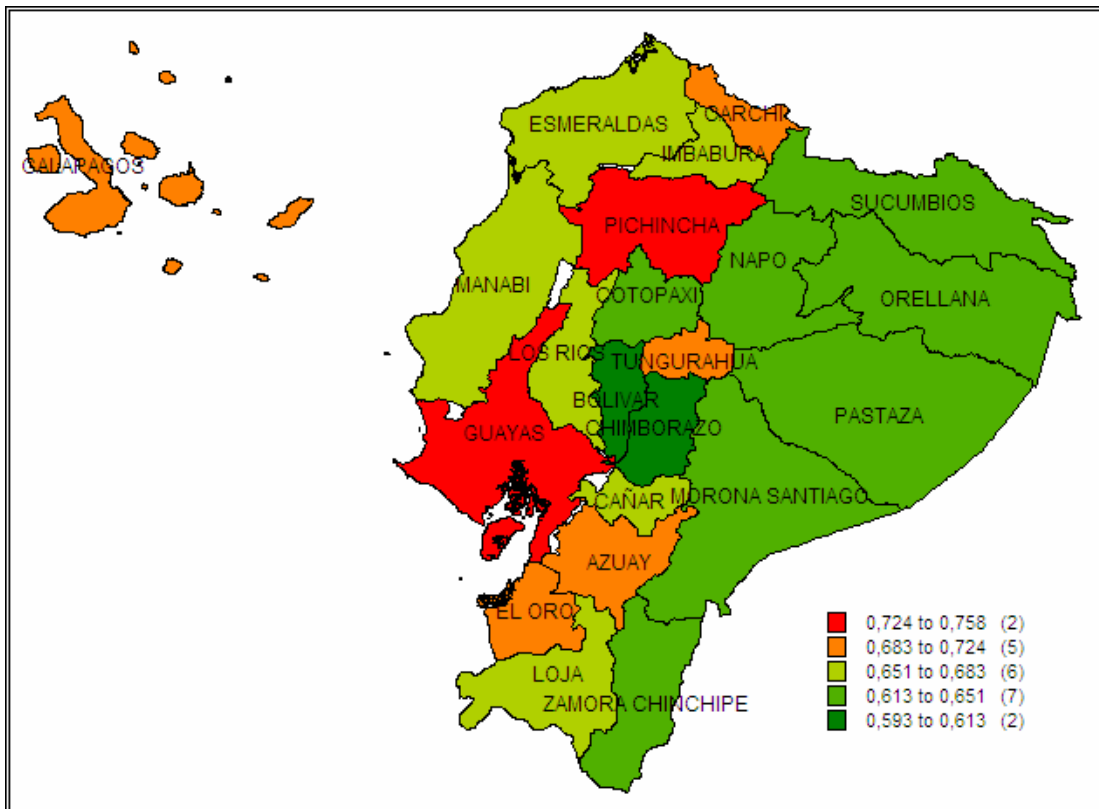 ESMERALDAS
CARCHI
IMBABURA
GALAPAGOS
SUCUMBIOS
PICHINCHA
NAPO
MANABI
COTOPAXI
ORELLANA
LOS RIOS
TUNGURAHUA
BOLIVAR
PASTAZA
CHIMBORAZO
GUAYAS
CAÑAR
MORONA SANTIAGO
AZUAY
EL ORO
LOJA
ZAMORA CHINCHIPE
0,724 to 0,758 (2)
0,683 to 0,724 (5)
0,651 to 0,683 (6)
0,613 to 0,651 (7)
0,593 to 0,613 (2)